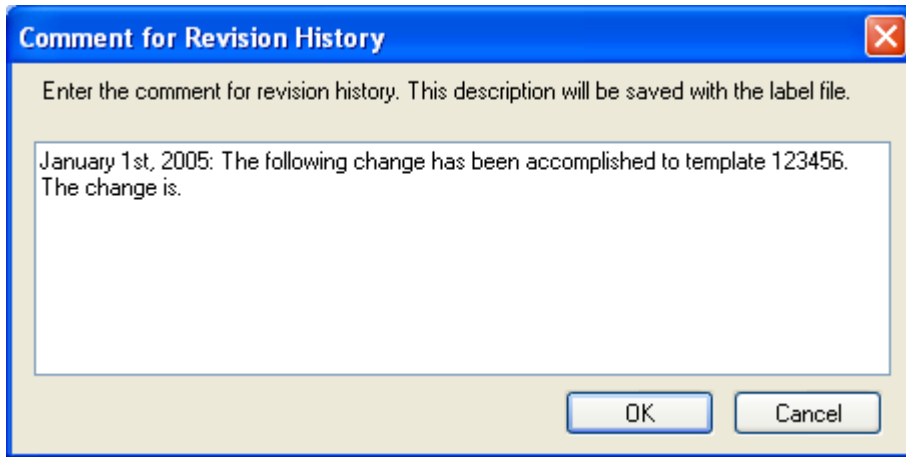 Comment for Revision History
Enter the comment for revision history. This description will be saved with the label file.
January 1st, 2005: The following change has been accomplished to template 123456.
The change is.
OK
Cancel